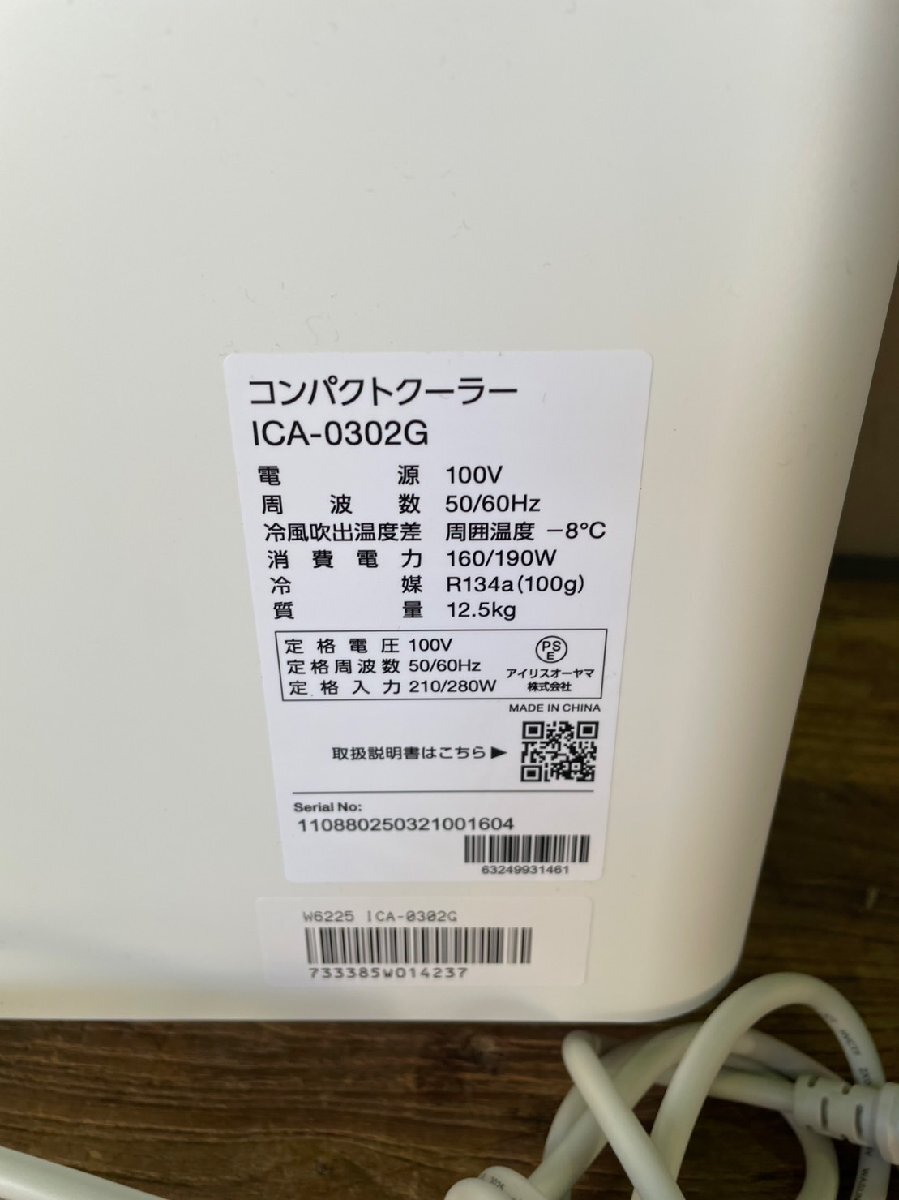 コンパクトクーラー
ICA-0302G
電源 100V
周波数 50/60Hz
冷風吹出温度差 周囲温度 −8℃
消費電力 160/190W
冷媒 R134a(100g)
質量 12.5kg
定格電圧 100V
定格周波数 50/60Hz
定格入力 210/280W
PS
E
アイリスオーヤマ
株式会社
MADE IN CHINA
取扱説明書はこちら▶
Serial No:
110880250321001604
63249931461
W6225 ICA-0302G
733385W014237